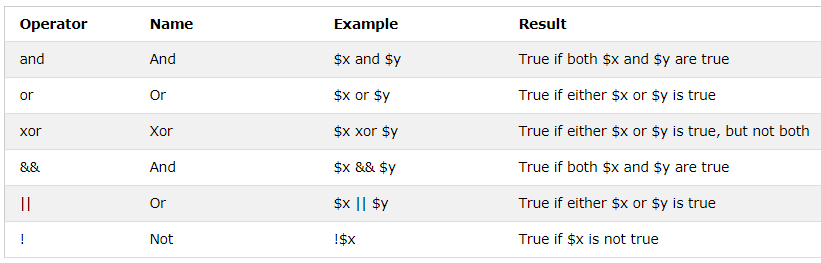 Operator Name Example Result
and And $x and $y True if both $x and $y are true
or Or $x or $y True if either $x or $y is true
xor Xor $x xor $y True if either $x or $y is true, but not both
&& And $x && $y True if both $x and $y are true
|| Or $x || $y True if either $x or $y is true
! Not !$x True if $x is not true